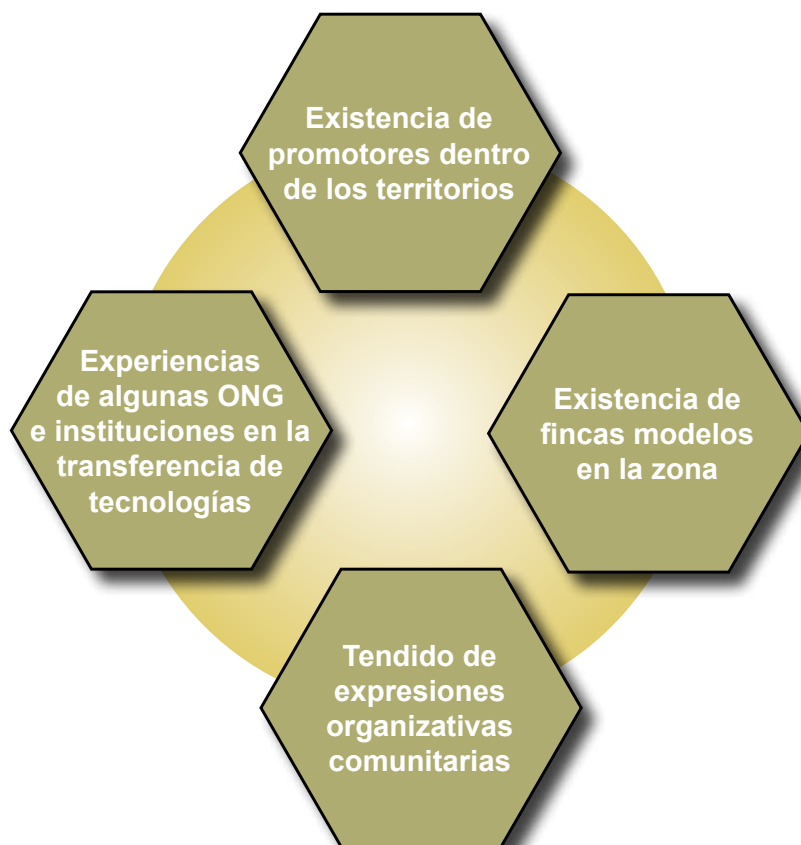 Existencia de
promotores dentro
de los territorios
Experiencias
de algunas ONG
e instituciones en la
transferencia de
tecnologías
Existencia de
fincas modelos
en la zona
Tendido de
expresiones
organizativas
comunitarias